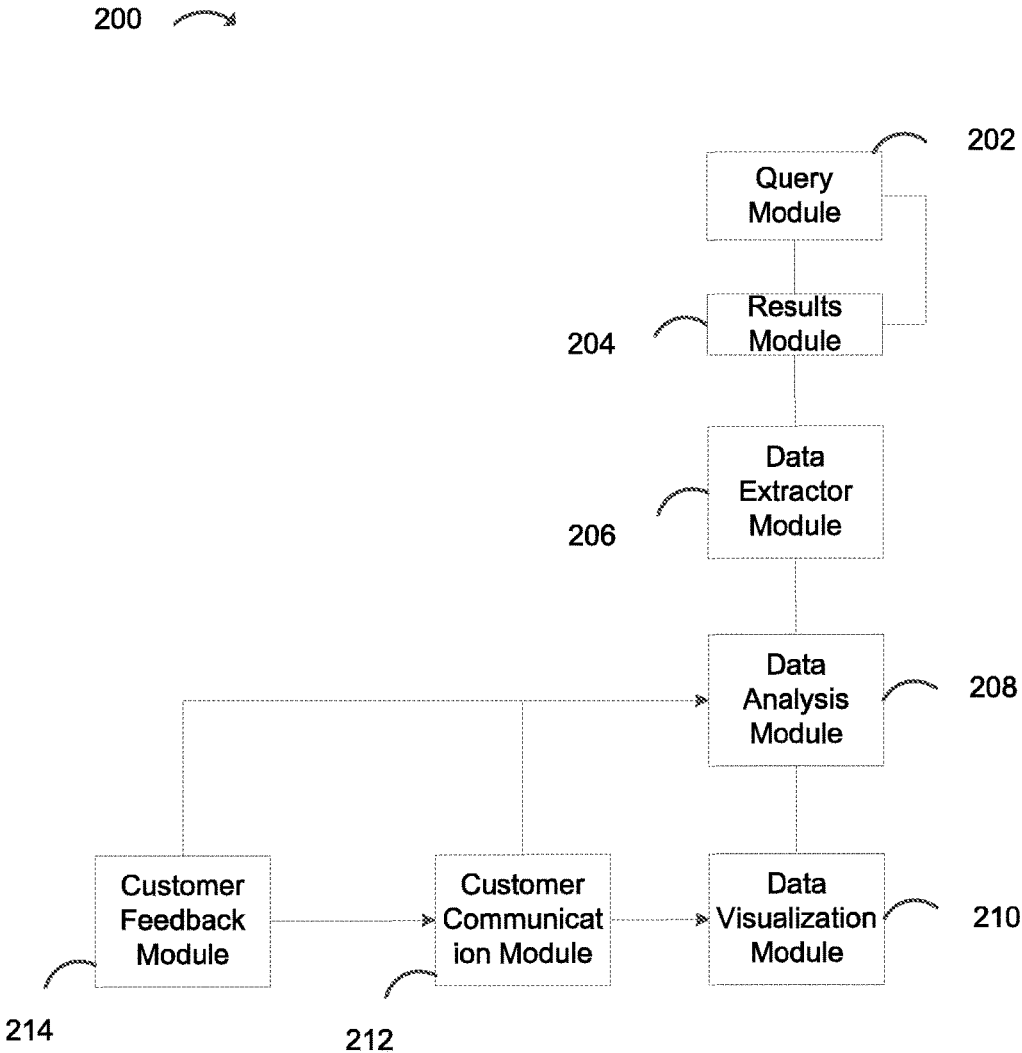 200
202
Query
Module
Results
Module
204
Data
Extractor
Module
206
Data
Analysis
Module
208
Customer
Feedback
Module
Customer
Communicat
ion Module
Data
Visualization
Module
210
214
212